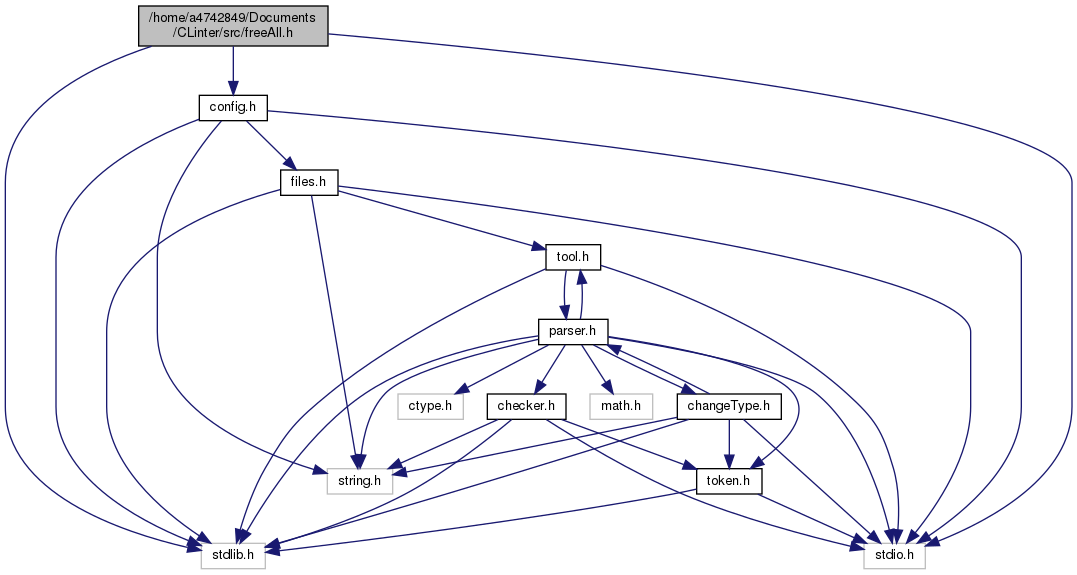 /home/a4742849/Documents
/CLinter/src/freeAll.h
config.h
files.h
tool.h
parser.h
ctype.h
checker.h
math.h
changeType.h
string.h
token.h
stdlib.h
stdio.h